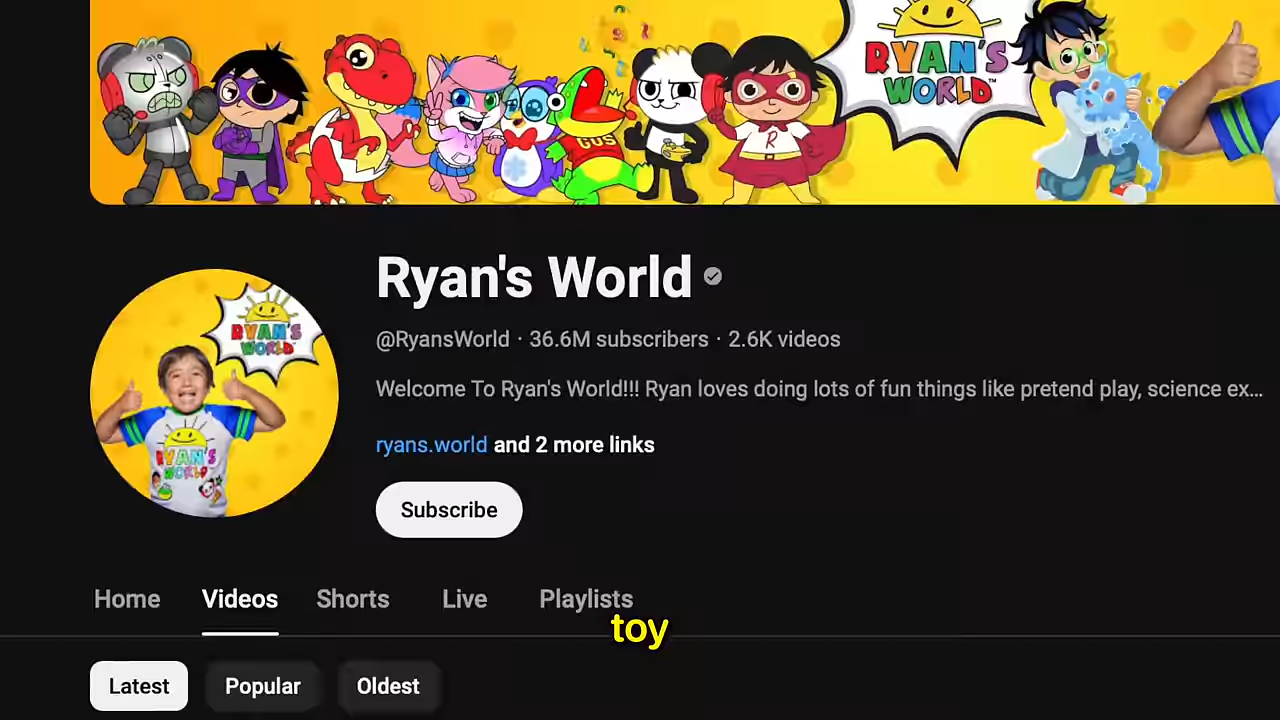 RYAN'S
WORLD™
R
GUS
Ryan's World
@RyansWorld · 36.6M subscribers · 2.6K videos
Welcome To Ryan's World!!! Ryan loves doing lots of fun things like pretend play, science ex...
ryans.world and 2 more links
Subscribe
RYAN'S
WORLD
RYAN'S
WORLD
Home Videos Shorts Live Playlists
toy
Latest Popular Oldest